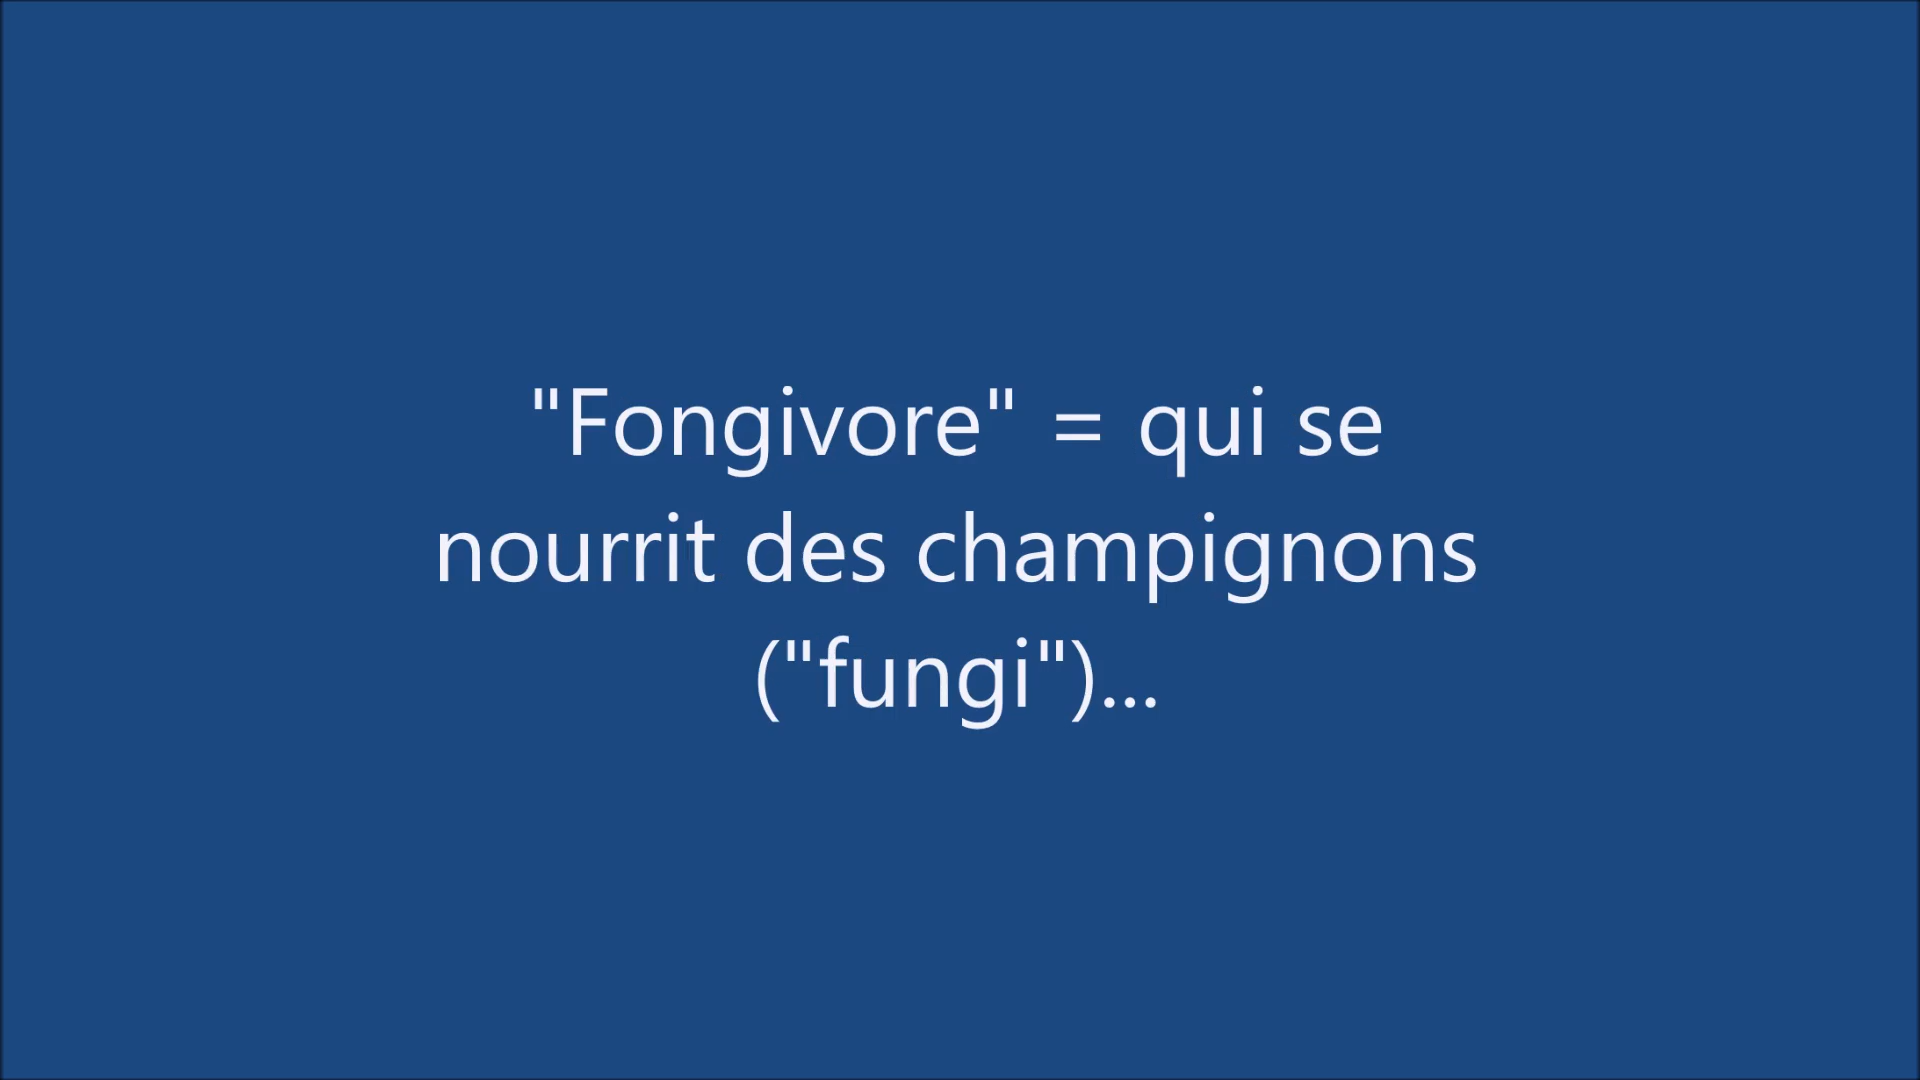 "Fongivore" = qui se
nourrit des champignons
("fungi")...